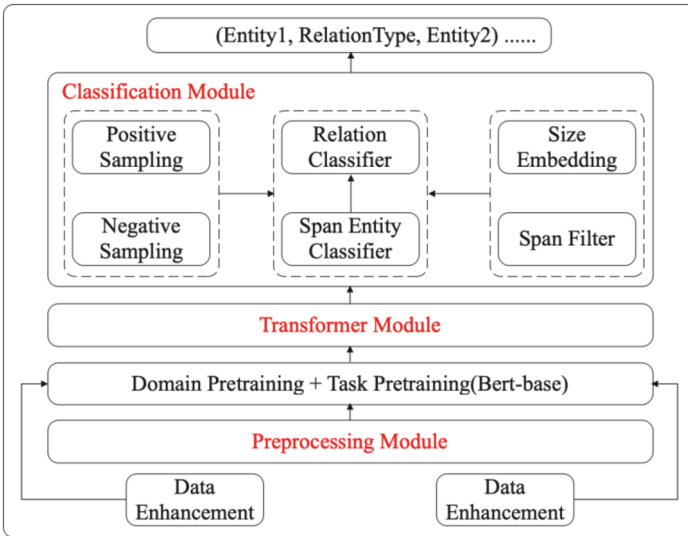 (Entity1, RelationType, Entity2) ......
Classification Module
Positive
Sampling
Relation
Classifier
Size
Embedding
Negative
Sampling
Span Entity
Classifier
Span Filter
Transformer Module
Domain Pretraining + Task Pretraining(Bert-base)
Preprocessing Module
Data
Enhancement
Data
Enhancement